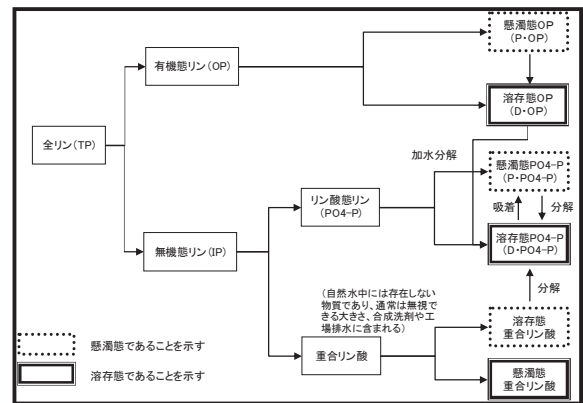 懸濁態OP
(P・OP)
有機態リン(OP)
溶存態OP
(D・OP)
全リン(TP)
加水分解
懸濁態PO4-P
(P・PO4-P)
リン酸態リン
(PO4-P)
吸着
分解
溶存態PO4-P
(D・PO4-P)
無機態リン(IP)
分解
(自然水中には存在しない
物質であり、通常は無視で
きる大きさ、合成洗剤や工
場排水に含まれる)
溶存態
重合リン酸
懸濁態であることを示す
重合リン酸
溶存態であることを示す
懸濁態
重合リン酸